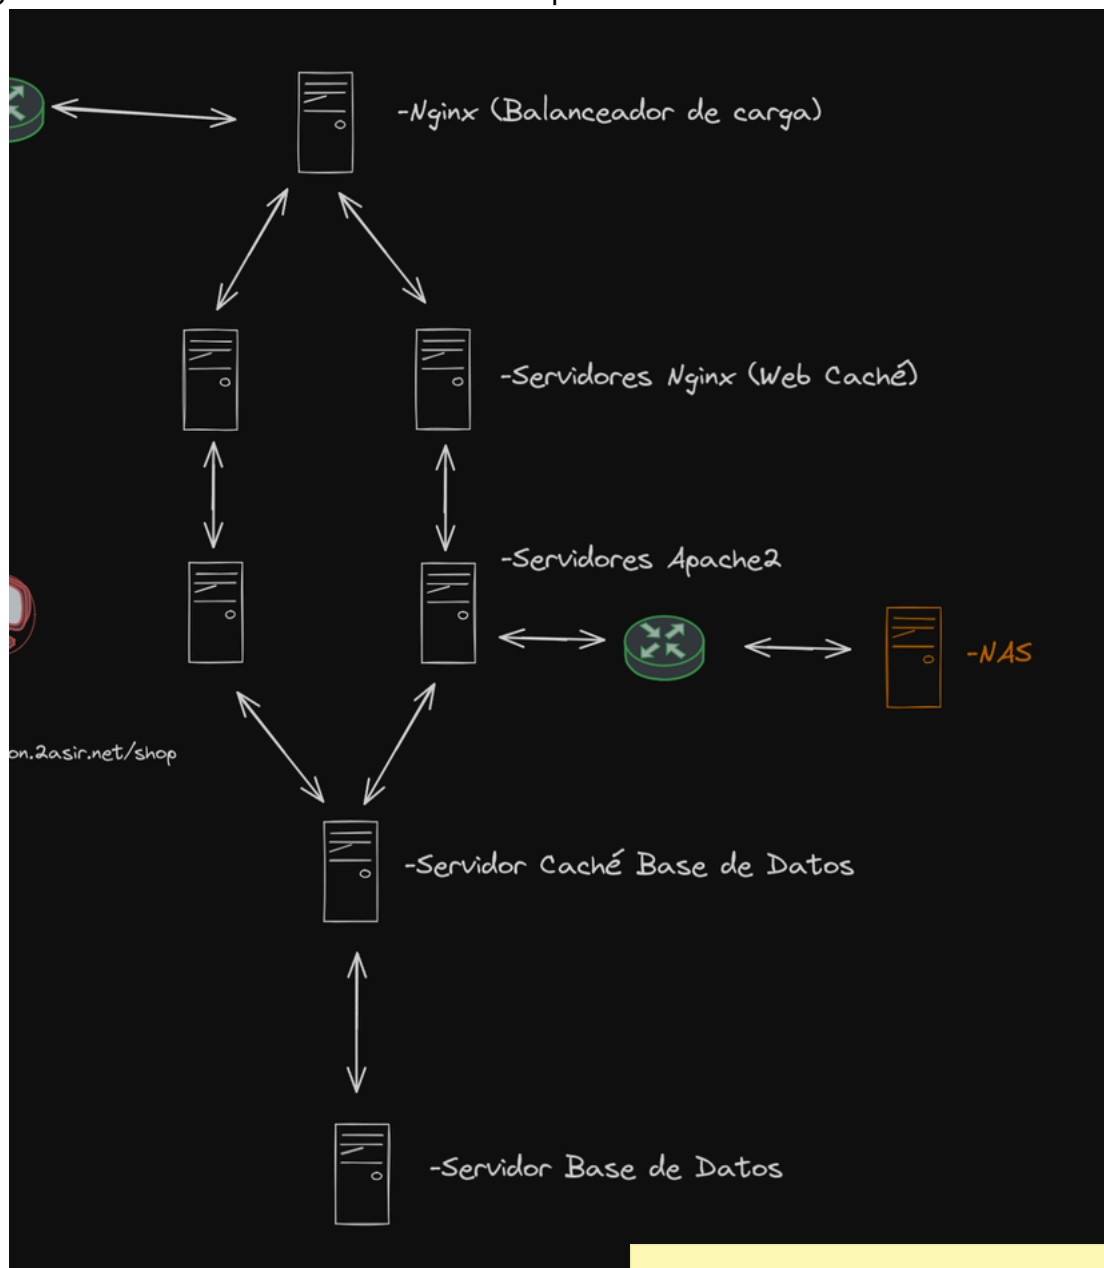 -Nginx (Balanceador de carga)
-Servidores Nginx (Web Caché)
-Servidores Apache2
-NAS
on.2asir.net/shop
-Servidor Caché Base de Datos
-Servidor Base de Datos